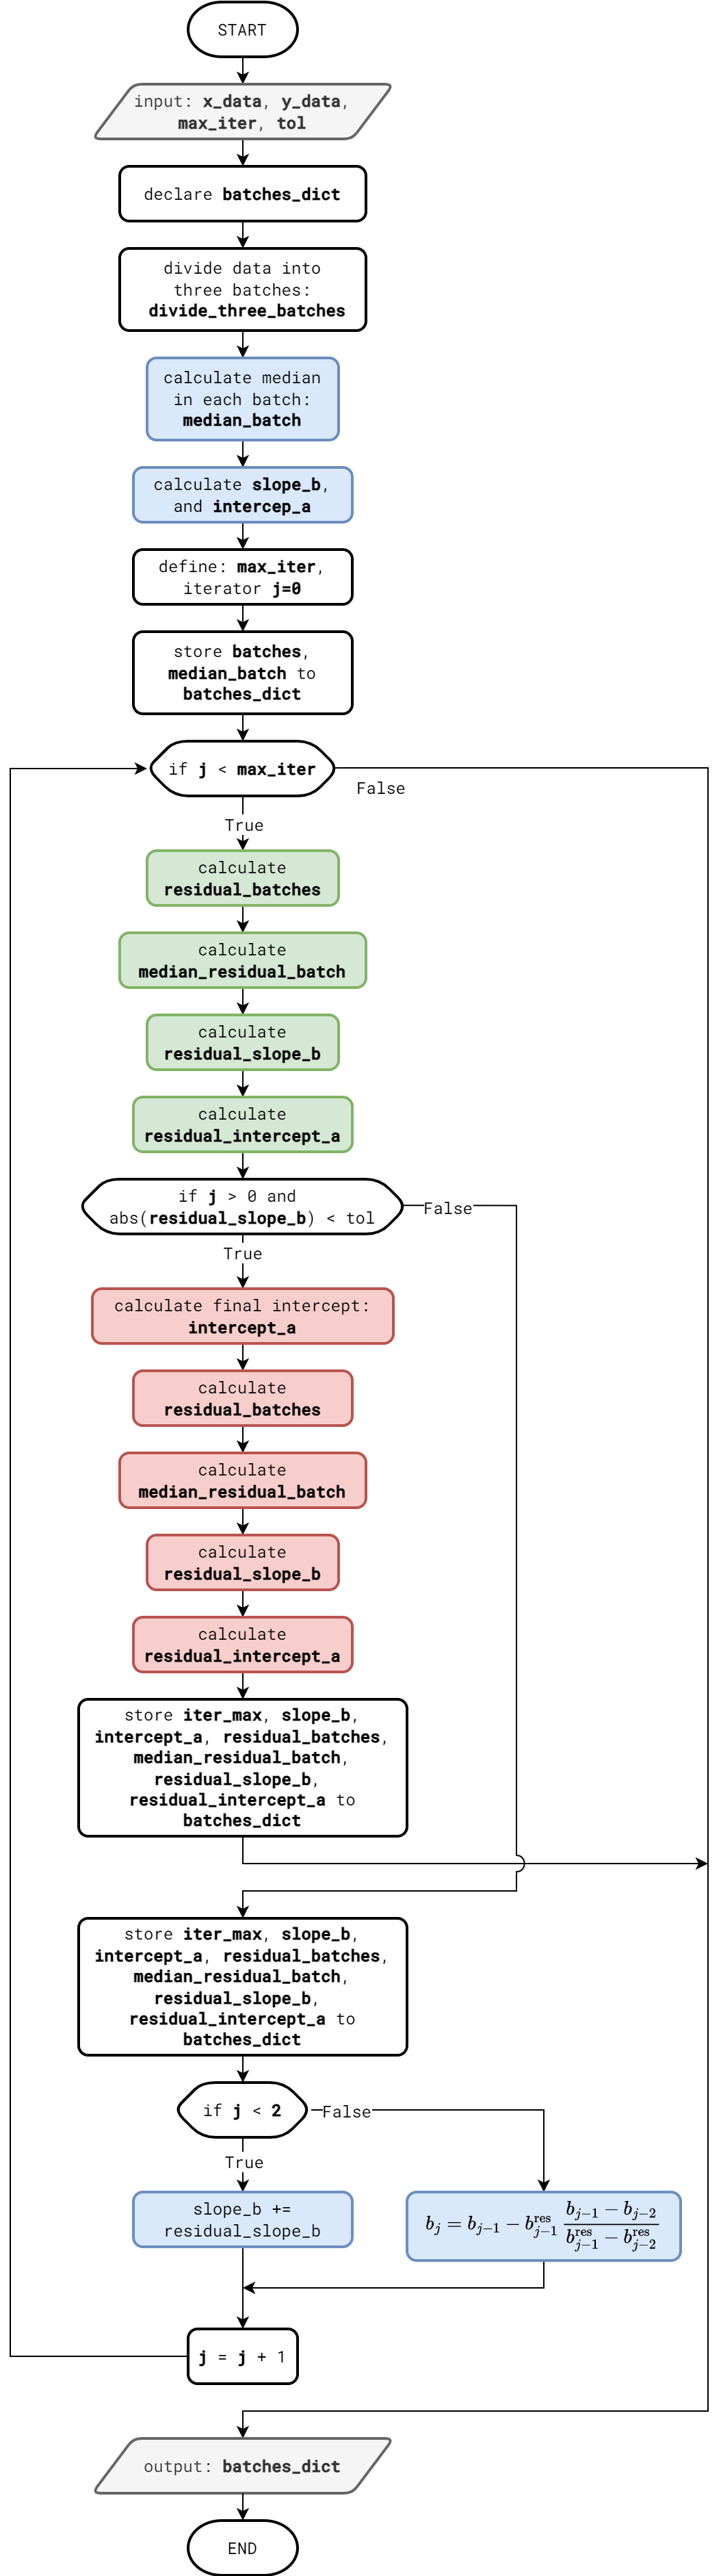 START
input: x_data, y_data,
max_iter, tol
declare batches_dict
divide data into
three batches:
divide_three_batches
calculate median
in each batch:
median_batch
calculate slope_b,
and intercep_a
define: max_iter,
iterator j=0
store batches,
median_batch to
batches_dict
if j < max_iter
False
True
calculate
residual_batches
calculate
median_residual_batch
calculate
residual_slope_b
calculate
residual_intercept_a
if j > 0 and
abs(residual_slope_b) < tol
False
True
calculate final intercept:
intercept_a
calculate
residual_batches
calculate
median_residual_batch
calculate
residual_slope_b
calculate
residual_intercept_a
store iter_max, slope_b,
intercept_a, residual_batches,
median_residual_batch,
residual_slope_b,
residual_intercept_a to
batches_dict
store iter_max, slope_b,
intercept_a, residual_batches,
median_residual_batch,
residual_slope_b,
residual_intercept_a to
batches_dict
if j < 2
False
True
slope_b +=
residual_slope_b
b_j = b_{j−1} − b_{j−1}^{res} \frac{b_{j−1} − b_{j−2}}{b_{j−1}^{res} − b_{j−2}^{res}}
j = j + 1
output: batches_dict
END